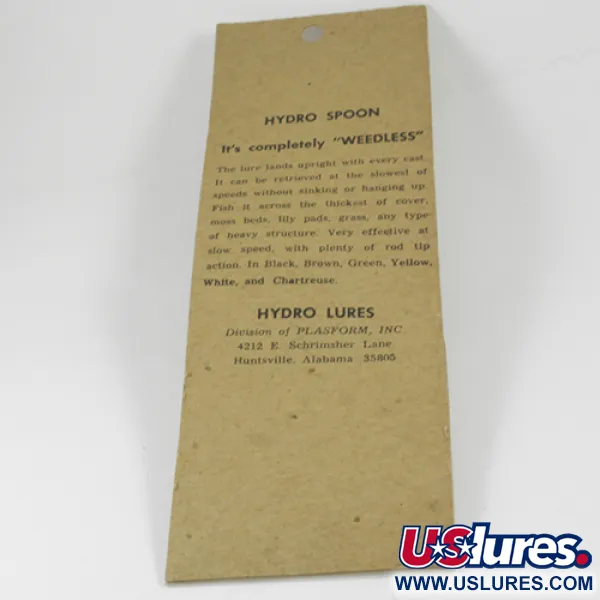 HYDRO SPOON
It's completely "WEEDLESS"
The lure lands upright with every cast.
It can be retrieved at the slowest of
speeds without sinking or hanging up.
Fish it across the thickest of cover,
moss beds, lily pads, grass, any type
of heavy structure. Very effective at
slow speed, with plenty of rod tip
action. In Black, Brown, Green, Yellow,
White, and Chartreuse.
HYDRO LURES
Division of PLASFORM, INC.
4212 E. Schrimsher Lane
Huntsville, Alabama 35805
USlures.
WWW.USLURES.COM